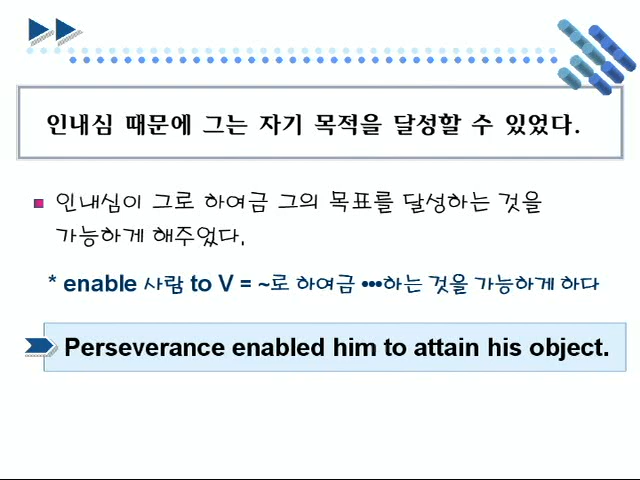 인내심 때문에 그는 자기 목적을 달성할 수 있었다.
인내심이 그로 하여금 그의 목표를 달성하는 것을
가능하게 해주었다.
* enable 사람 to V = ~로 하여금 •••하는 것을 가능하게 하다
Perseverance enabled him to attain his object.